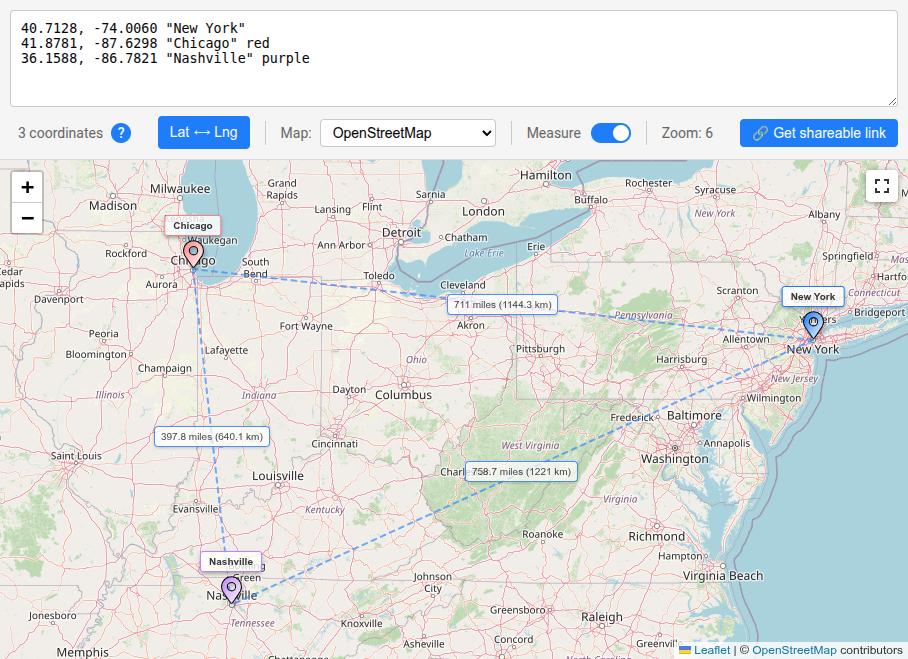 40.7128, -74.0060 "New York"
41.8781, -87.6298 "Chicago" red
36.1588, -86.7821 "Nashville" purple
3 coordinates ? Lat ↔ Lng Map: OpenStreetMap Measure Zoom: 6 🔗 Get shareable link
+
−
Hamilton
Milwaukee
Grand Rapids
Sarnia
Rochester
Syracuse
Madison
Lansing
Flint
London
Buffalo
New York
Albany
Chicago
Waukegan
Detroit
Chatham
Ann Arbor
Erie
Lake Erie
Rockford
Springfield
Aurora
South Bend
Toledo
Cleveland
Scranton
Connecticut
New York
Davenport
711 miles (1144.3 km)
Bridgeport
Pennsylvania
Peoria
Fort Wayne
Akron
Allentown
New York
Bloomington
Lafayette
Pittsburgh
Harrisburg
Champaign
Ohio
New Jersey
Illinois
Indiana
Dayton
Columbus
Wilmington
Frederick
Baltimore
397.8 miles (640.1 km)
Cincinnati
West Virginia
Annapolis
Saint Louis
Washington
758.7 miles (1221 km)
Louisville
Evansville
Kentucky
Virginia
Roanoke
Richmond
Hampton
Nashville
Green
Johnson City
Virginia Beach
Nashville
Jonesboro
Tennessee
Knoxville
Greensboro
Raleigh
Memphis
Asheville
Concord
Leaflet | © OpenStreetMap contributors